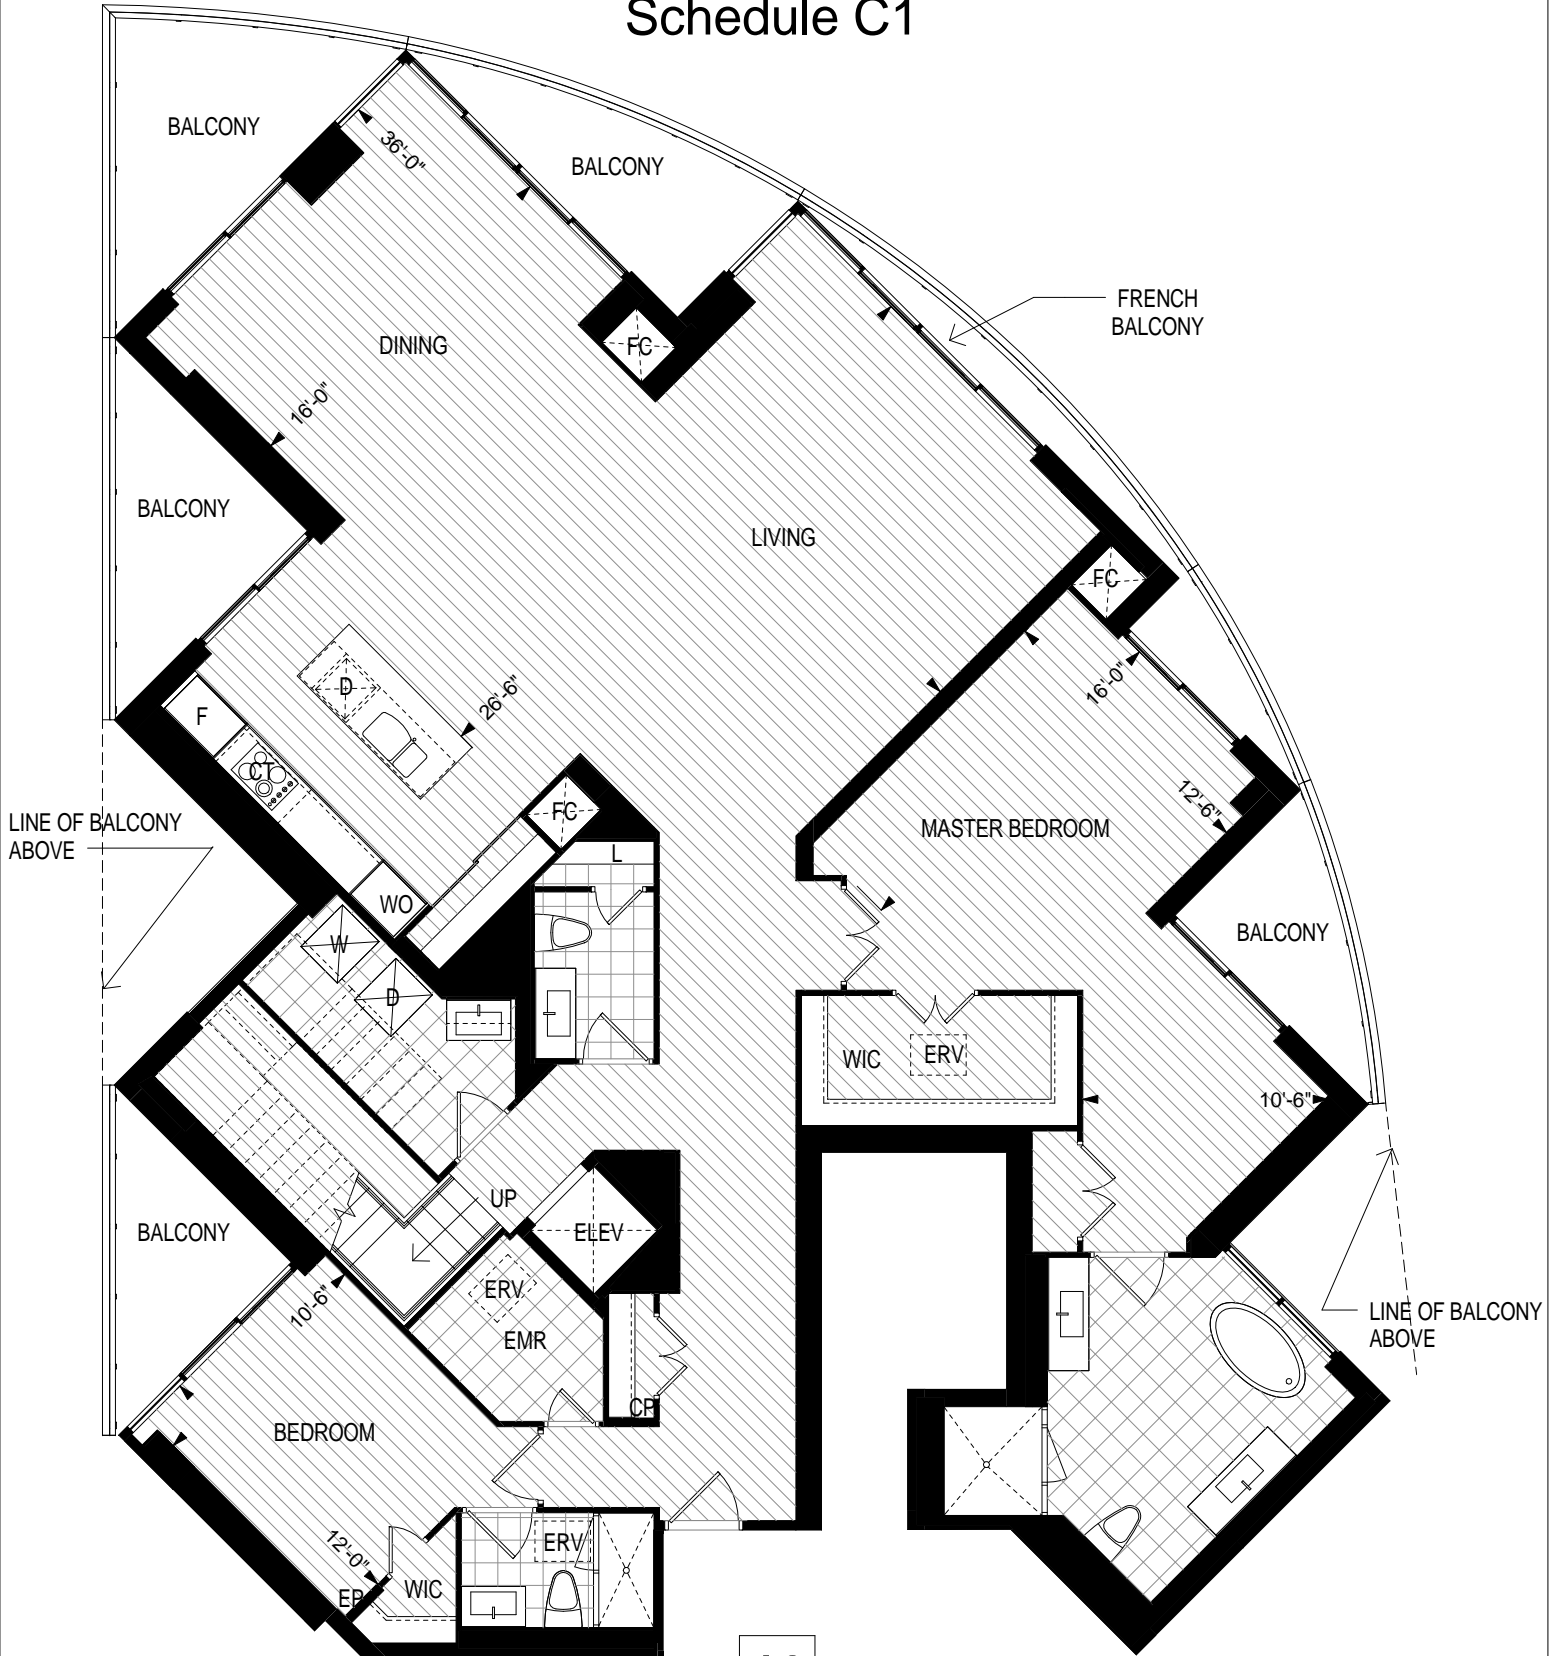 Schedule C1
BALCONY
36'-0"
BALCONY
FRENCH
BALCONY
DINING
FC
16'-0"
BALCONY
LIVING
FC
D
26'-6"
16'-0"
F
CT
12'-6"
LINE OF BALCONY
ABOVE
FC
MASTER BEDROOM
L
WO
W
BALCONY
D
WIC
ERV
10'-6"
UP
ELEV
BALCONY
ERV
10'-6"
EMR
LINE OF BALCONY
ABOVE
CP
BEDROOM
12'-0"
ERV
WIC
EP